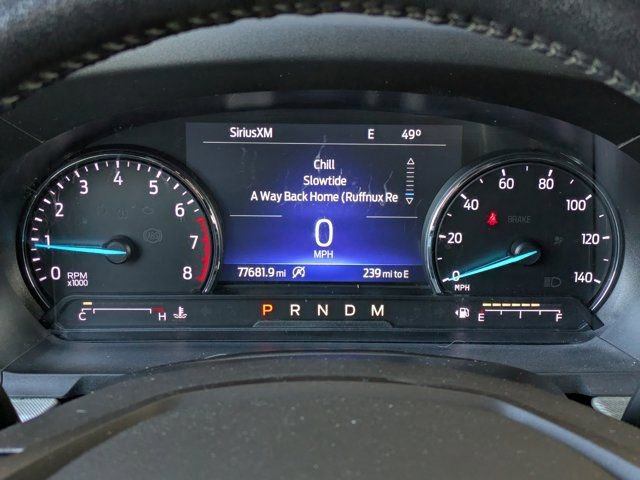 SiriusXM E 49°
Chill
Slowtide
A Way Back Home (Ruffnux Re
0
MPH
77681.9 mi 239 mi to E
0 1 2 3 4 5 6 7 8
RPM
x1000
0 20 40 60 80 100 120 140
BRAKE
MPH
C H
P R N D M
E F